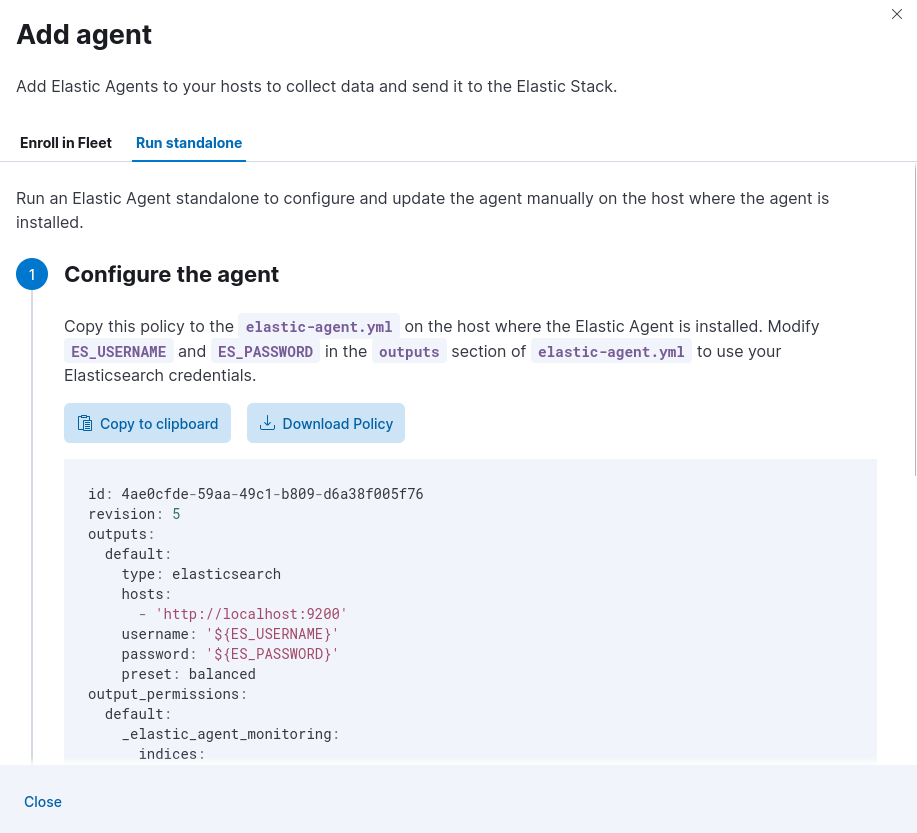 Add agent
Add Elastic Agents to your hosts to collect data and send it to the Elastic Stack.
Enroll in Fleet
Run standalone
Run an Elastic Agent standalone to configure and update the agent manually on the host where the agent is
installed.
1
Configure the agent
Copy this policy to the elastic-agent.yml on the host where the Elastic Agent is installed. Modify
ES_USERNAME and ES_PASSWORD in the outputs section of elastic-agent.yml to use your
Elasticsearch credentials.
Copy to clipboard
Download Policy
id: 4ae0cfde-59aa-49c1-b809-d6a38f005f76
revision: 5
outputs:
  default:
    type: elasticsearch
    hosts:
      - 'http://localhost:9200'
    username: '${ES_USERNAME}'
    password: '${ES_PASSWORD}'
    preset: balanced
output_permissions:
  default:
    _elastic_agent_monitoring:
      indices:
Close